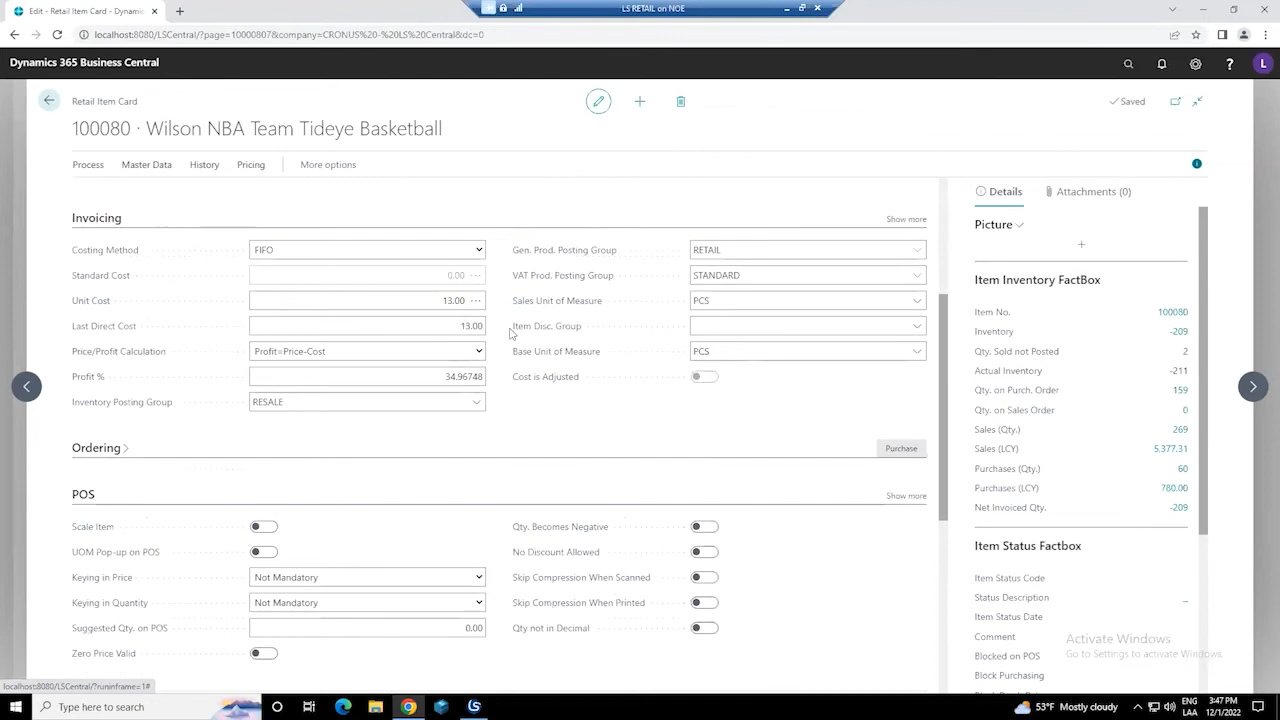 Edit - Retail Item Card - Dynamic
LS RETAIL on NOE
localhost:8080/LSCentral/?page=10000807&company=CRONUS%20-%20LS%20Central&dc=0
Dynamics 365 Business Central
L
Retail Item Card
Saved
100080 · Wilson NBA Team Tideye Basketball
Process Master Data History Pricing More options
Details Attachments (0)
Picture
Invoicing Show more
Costing Method FIFO
Standard Cost 0.00
Unit Cost 13.00
Last Direct Cost 13.00
Price/Profit Calculation Profit=Price-Cost
Profit % 34.96748
Inventory Posting Group RESALE
Gen. Prod. Posting Group RETAIL
VAT Prod. Posting Group STANDARD
Sales Unit of Measure PCS
Item Disc. Group
Base Unit of Measure PCS
Cost is Adjusted
Ordering Purchase
POS Show more
Scale Item
UOM Pop-up on POS
Keying in Price Not Mandatory
Keying in Quantity Not Mandatory
Suggested Qty. on POS 0.00
Zero Price Valid
Qty. Becomes Negative
No Discount Allowed
Skip Compression When Scanned
Skip Compression When Printed
Qty not in Decimal
Item Inventory FactBox
Item No. 100080
Inventory -209
Qty. Sold not Posted 2
Actual Inventory -211
Qty. on Purch. Order 159
Qty. on Sales Order 0
Sales (Qty.) 269
Sales (LCY) 5,377.31
Purchases (Qty.) 60
Purchases (LCY) 780.00
Net Invoiced Qty. -209
Item Status Factbox
Item Status Code
Status Description _
Item Status Date
Comment
Blocked on POS
Block Purchasing
Activate Windows
Go to Settings to activate Windows.
localhost:8080/LSCentral/?runinframe=1#
Type here to search
53°F Mostly cloudy
ENG
LAA
3:47 PM
12/1/2022